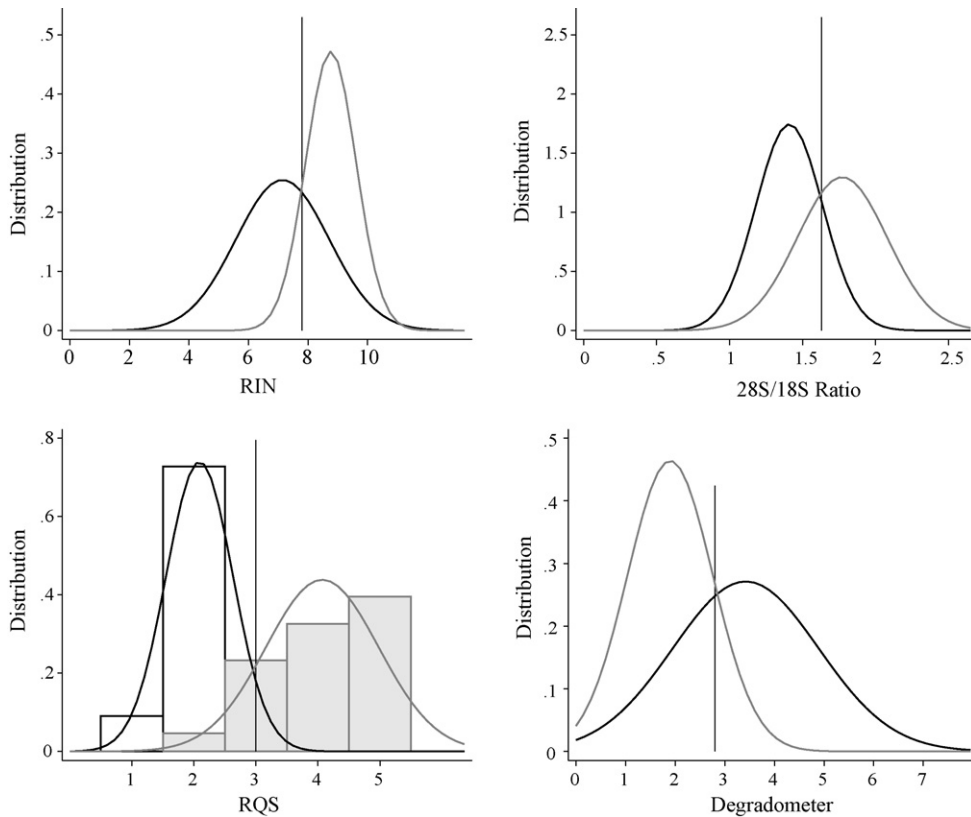 Distribution
.5
.4
.3
.2
.1
0
0 2 4 6 8 10
RIN
Distribution
2.5
2
1.5
1
.5
0
0 .5 1 1.5 2 2.5
28S/18S Ratio
Distribution
.8
.6
.4
.2
0
1 2 3 4 5
RQS
Distribution
.5
.4
.3
.2
.1
0
0 1 2 3 4 5 6 7
Degradometer